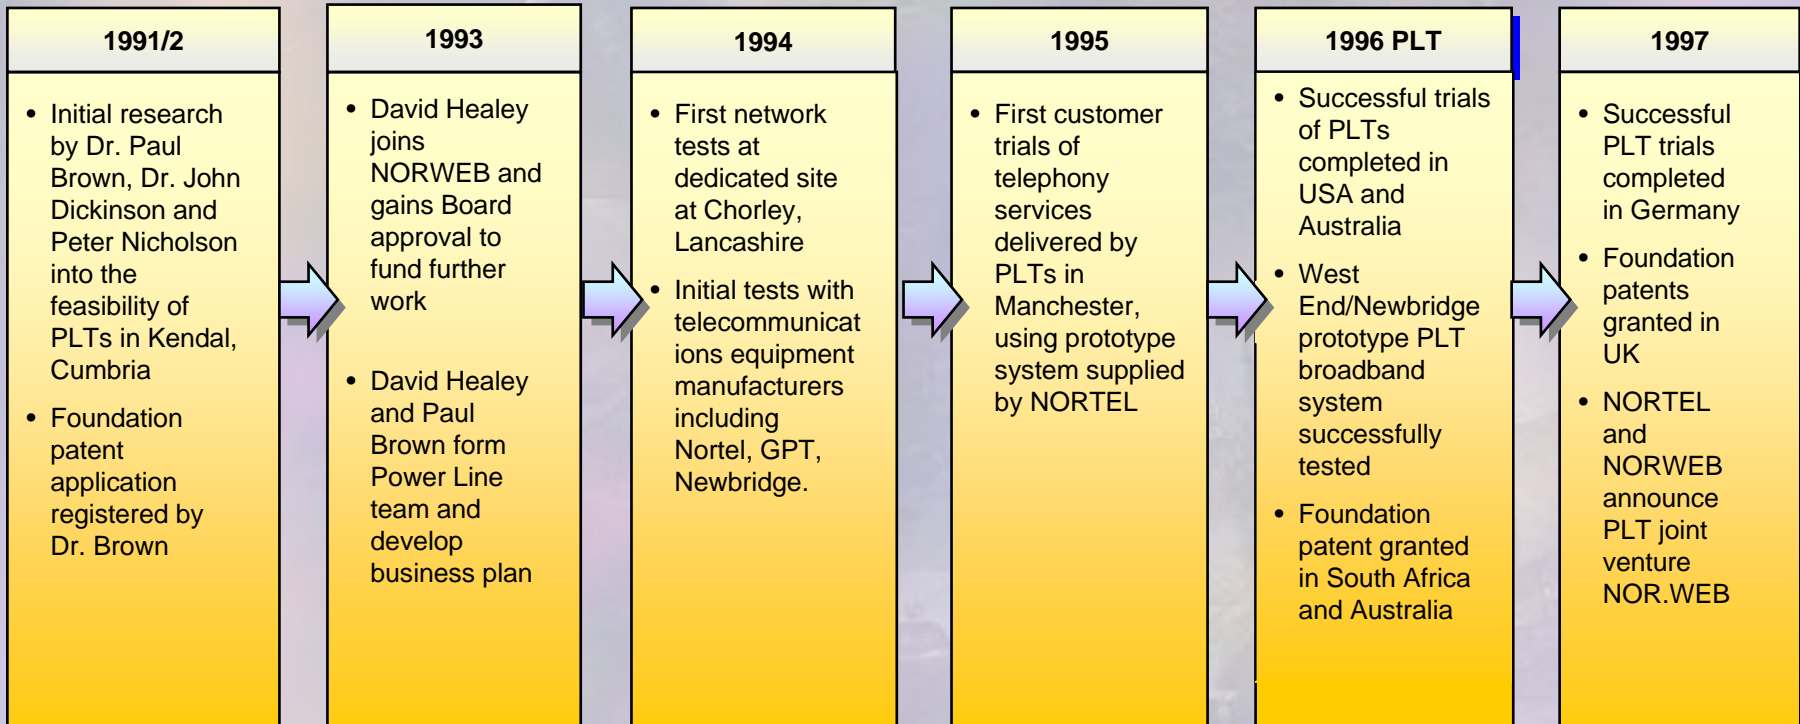 1991/2
• Initial research
by Dr. Paul
Brown, Dr. John
Dickinson and
Peter Nicholson
into the
feasibility of
PLTs in Kendal,
Cumbria
• Foundation
patent
application
registered by
Dr. Brown
1993
• David Healey
joins
NORWEB and
gains Board
approval to
fund further
work
• David Healey
and Paul
Brown form
Power Line
team and
develop
business plan
1994
• First network
tests at
dedicated site
at Chorley,
Lancashire
• Initial tests with
telecommunicat
ions equipment
manufacturers
including
Nortel, GPT,
Newbridge.
1995
• First customer
trials of
telephony
services
delivered by
PLTs in
Manchester,
using prototype
system supplied
by NORTEL
1996 PLT
• Successful trials
of PLTs
completed in
USA and
Australia
• West
End/Newbridge
prototype PLT
broadband
system
successfully
tested
• Foundation
patent granted
in South Africa
and Australia
1997
• Successful
PLT trials
completed
in Germany
• Foundation
patents
granted in
UK
• NORTEL
and
NORWEB
announce
PLT joint
venture
NOR.WEB